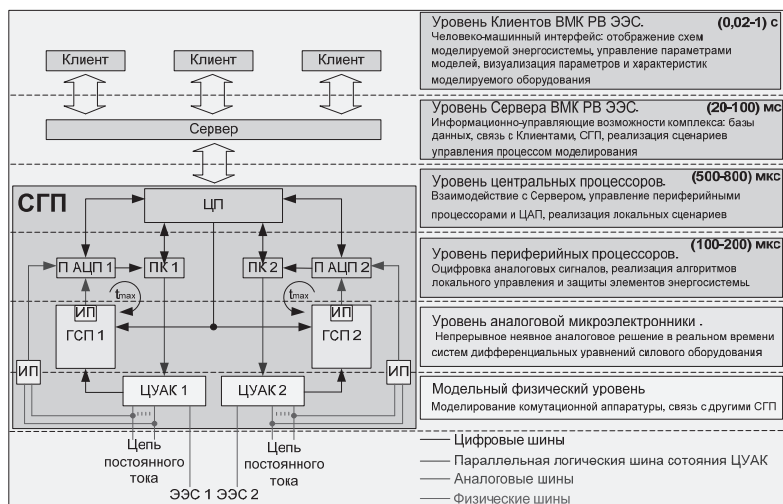 Клиент
Клиент
Клиент
Сервер
СГП
ЦП
П АЦП 1
ПК 1
ПК 2
П АЦП 2
tmax
tmax
ИП
ГСП 1
ИП
ГСП 2
ИП
ИП
ЦУАК 1
ЦУАК 2
Цепь
постоянного
тока
Цепь
постоянного
тока
ЭЭС 1 ЭЭС 2
Уровень Клиентов ВМК РВ ЭЭС. (0,02-1) с
Человеко-машинный интерфейс: отображение схем
моделируемой энергосистемы, управление параметрами
моделей, визуализация параметров и характеристик
моделируемого оборудования
Уровень Сервера ВМК РВ ЭЭС. (20-100) мс
Информационно-управляющие возможности комплекса: базы
данных, связь с Клиентами, СГП, реализация сценариев
управления процессом моделирования
Уровень центральных процессоров. (500-800) мкс
Взаимодействие с Сервером, управление периферийными
процессорами и ЦАП, реализация локальных сценариев
Уровень периферийных процессоров. (100-200) мкс
Оцифровка аналоговых сигналов, реализация алгоритмов
локального управления и защиты элементов энергосистемы.
Уровень аналоговой микроэлектроники .
Непрерывное неявное аналоговое решение в реальном времени
систем дифференциальных уравнений силового оборудования
Модельный физический уровень
Моделирование комутационной аппаратуры, связь с другими СГП
Цифровые шины
Параллельная логический шина сотояния ЦУАК
Аналоговые шины
Физические шины